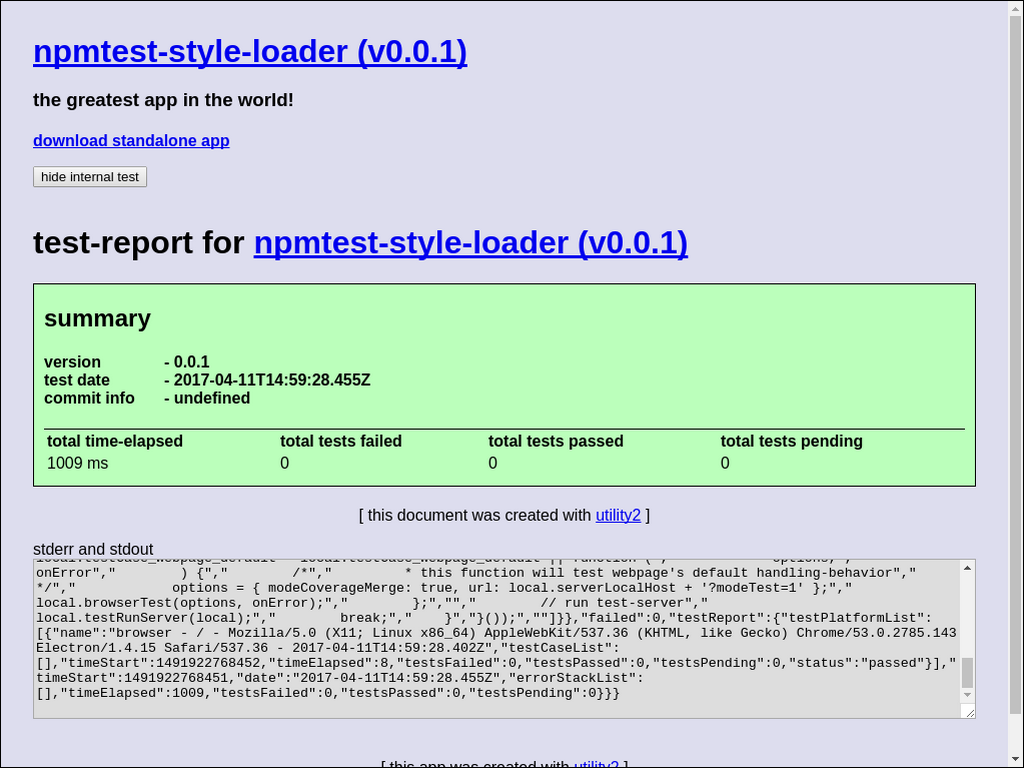 npmtest-style-loader (v0.0.1)
the greatest app in the world!
download standalone app
hide internal test
test-report for npmtest-style-loader (v0.0.1)
summary
version - 0.0.1
test date - 2017-04-11T14:59:28.455Z
commit info - undefined
total time-elapsed total tests failed total tests passed total tests pending
1009 ms 0 0 0
[ this document was created with utility2 ]
stderr and stdout
local.testCase_webpage_default = local.testCase_webpage_default || function (","             options,","
onError","        ) {","        /*","         * this function will test webpage's default handling-behavior","
*/","            options = { modeCoverageMerge: true, url: local.serverLocalHost + '?modeTest=1' };","
local.browserTest(options, onError);","        };","","        // run test-server","
local.testRunServer(local);","        break;","    }","}());",""]}},"failed":0,"testReport":{"testPlatformList":
[{"name":"browser - / - Mozilla/5.0 (X11; Linux x86_64) AppleWebKit/537.36 (KHTML, like Gecko) Chrome/53.0.2785.143
Electron/1.4.15 Safari/537.36 - 2017-04-11T14:59:28.402Z","testCaseList":
[],"timeStart":1491922768452,"timeElapsed":8,"testsFailed":0,"testsPassed":0,"testsPending":0,"status":"passed"}],"
timeStart":1491922768451,"date":"2017-04-11T14:59:28.455Z","errorStackList":
[],"timeElapsed":1009,"testsFailed":0,"testsPassed":0,"testsPending":0}}}
[ this app was created with utility2 ]